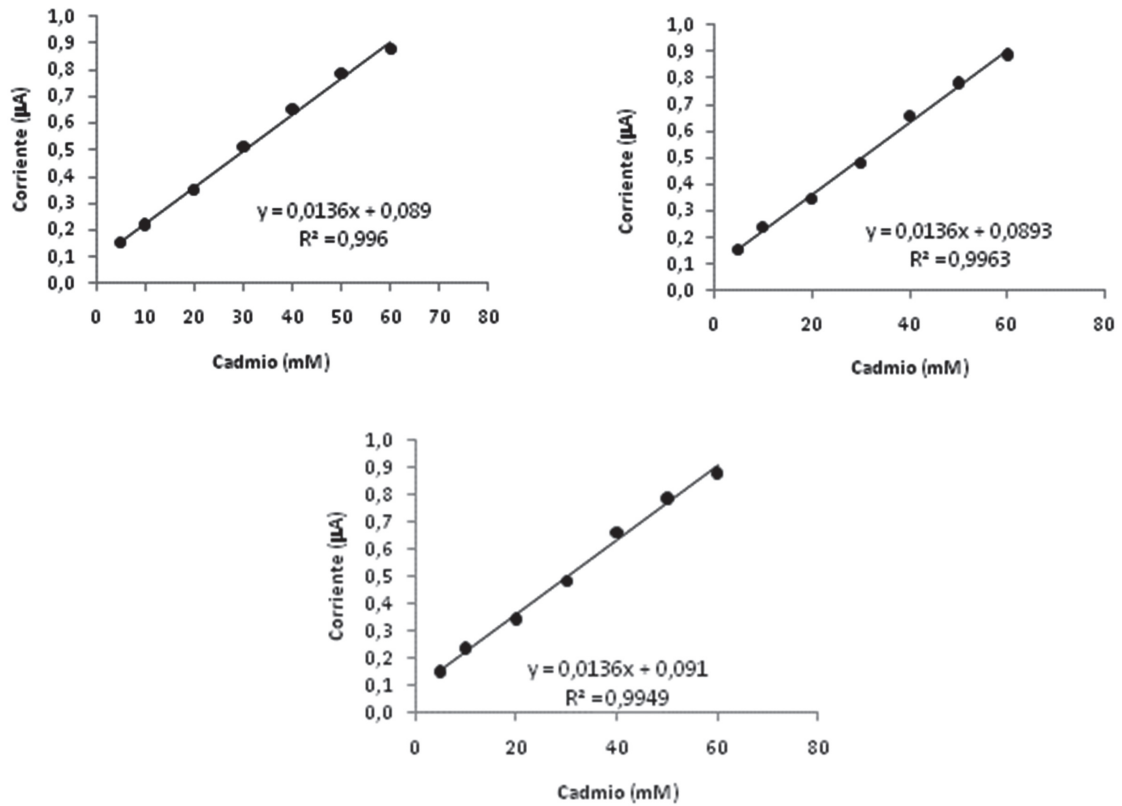 1,0
0,9
0,8
0,7
0,6
0,5
0,4
0,3
0,2
0,1
0,0
Corriente (µA)
y = 0,0136x + 0,089
R² = 0,996
0 10 20 30 40 50 60 70 80
Cadmio (mM)
1,0
0,9
0,8
0,7
0,6
0,5
0,4
0,3
0,2
0,1
0,0
Corriente (µA)
y = 0,0136x + 0,0893
R² = 0,9963
0 20 40 60 80
Cadmio (mM)
1,0
0,9
0,8
0,7
0,6
0,5
0,4
0,3
0,2
0,1
0,0
Corriente (µA)
y = 0,0136x + 0,091
R² = 0,9949
0 20 40 60 80
Cadmio (mM)